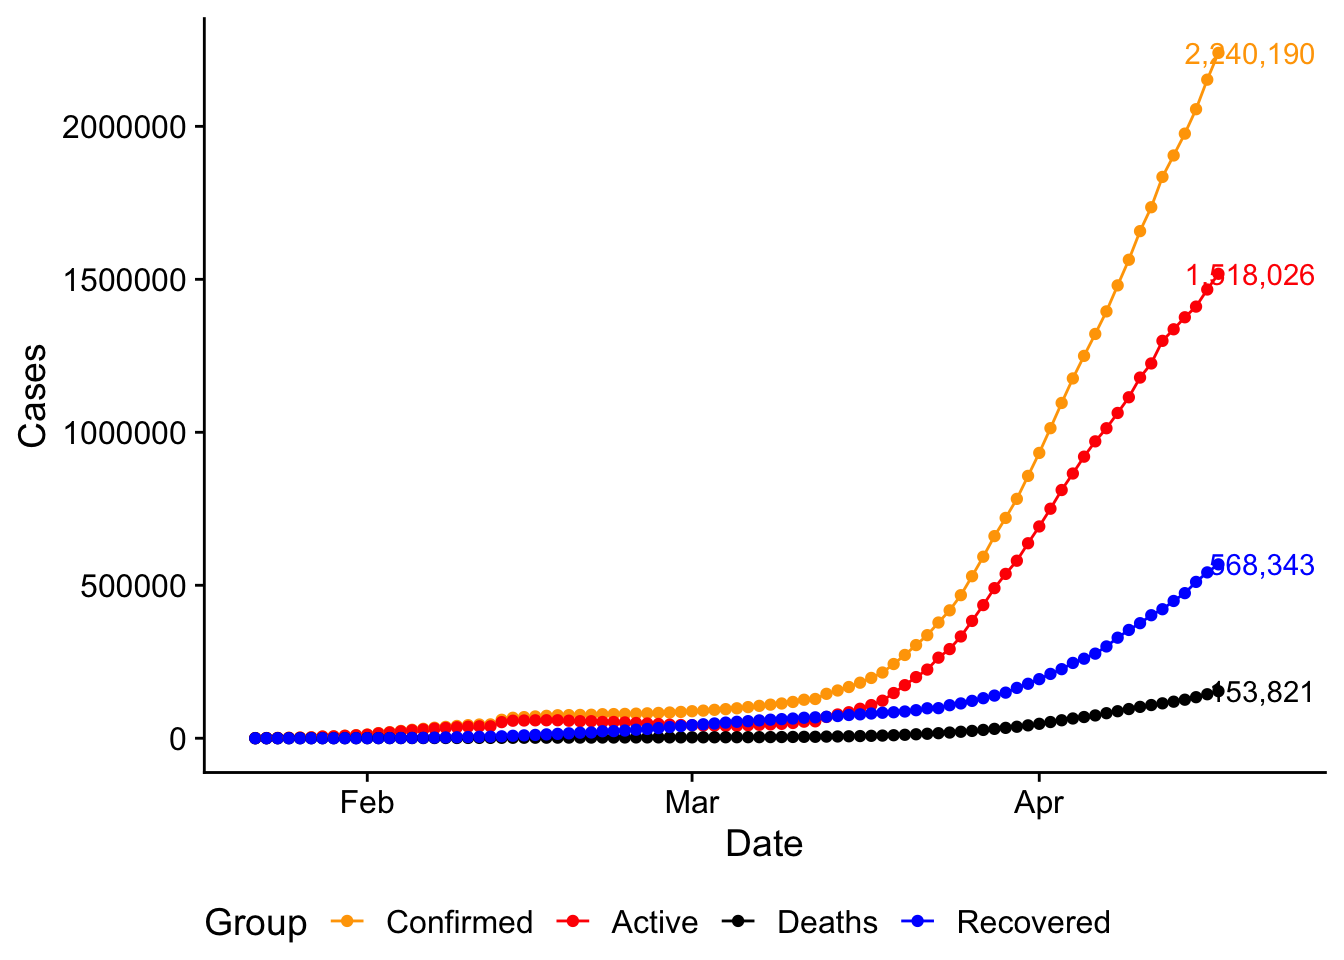 2,240,190
2000000
1,518,026
1500000
Cases
1000000
568,343
500000
153,821
0
Feb Mar Apr
Date
Group Confirmed Active Deaths Recovered